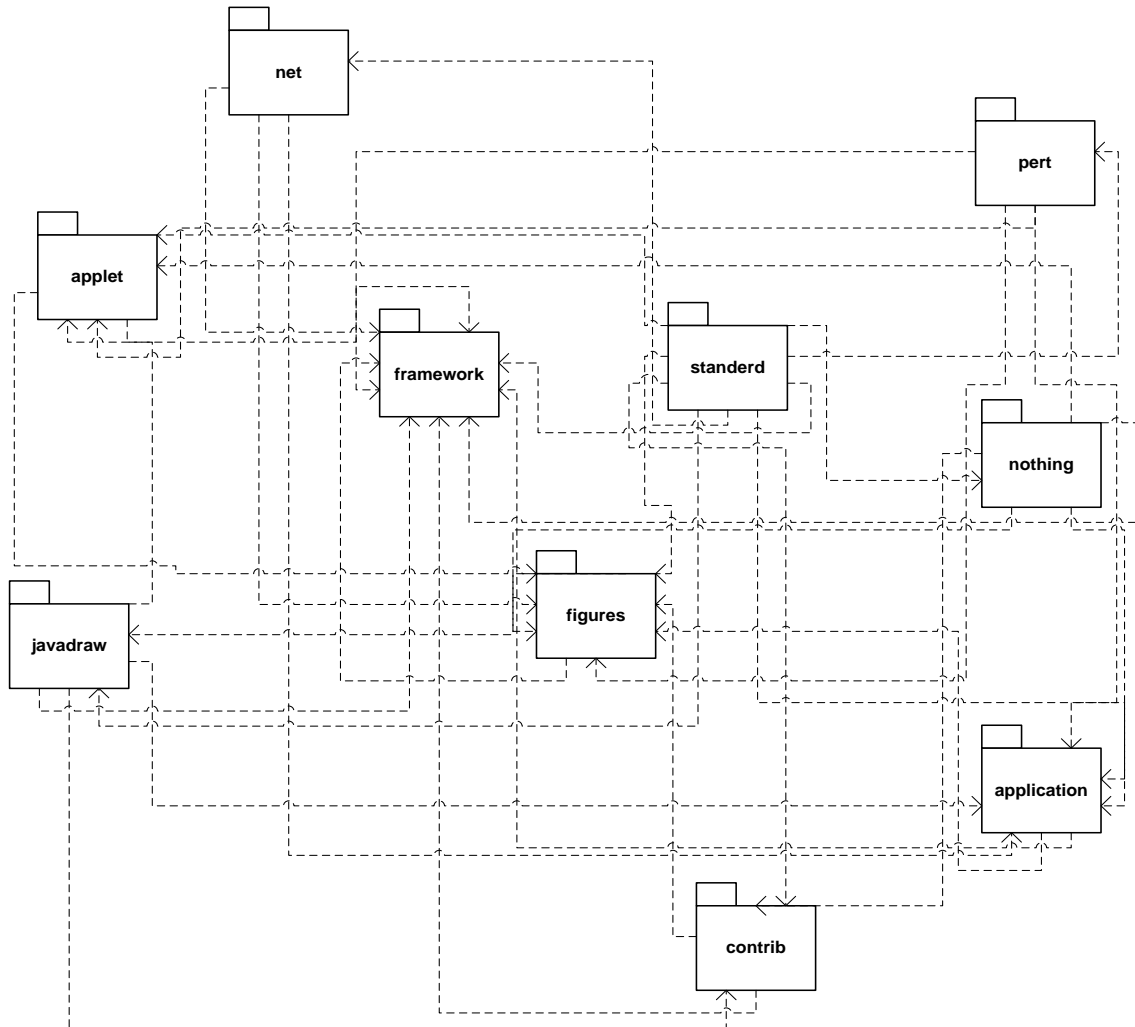 net
pert
applet
framework
standerd
nothing
figures
javadraw
application
contrib